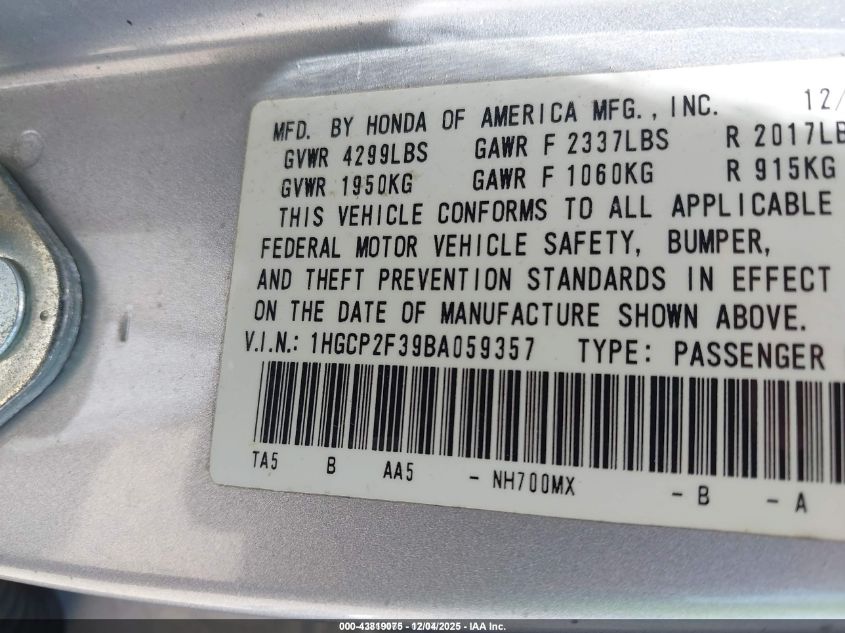 12/
MFD. BY HONDA OF AMERICA MFG., INC.
GVWR 4299LBS GAWR F 2337LBS R 2017LB
GVWR 1950KG GAWR F 1060KG R 915KG
THIS VEHICLE CONFORMS TO ALL APPLICABLE
FEDERAL MOTOR VEHICLE SAFETY, BUMPER,
AND THEFT PREVENTION STANDARDS IN EFFECT
ON THE DATE OF MANUFACTURE SHOWN ABOVE.
V.I.N.: 1HGCP2F39BA059357 TYPE: PASSENGER
TA5 B AA5 - NH700MX - B - A
000-43819075 - 12/04/2025 - IAA Inc.